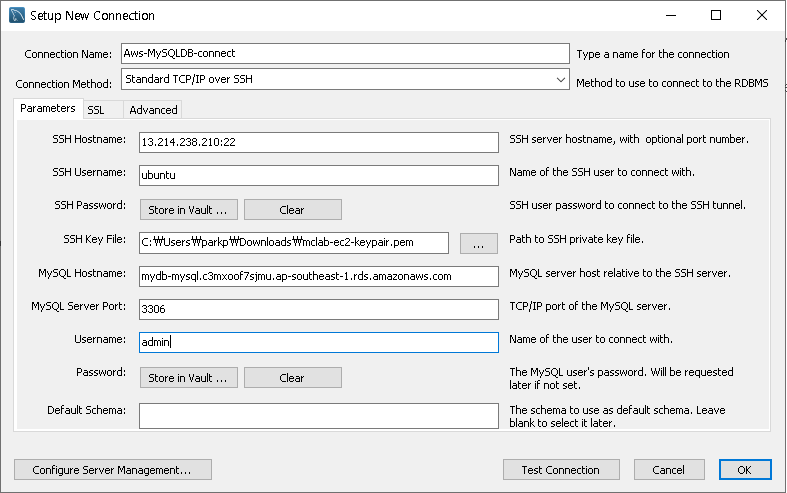 Setup New Connection
Connection Name: Aws-MySQLDB-connect Type a name for the connection
Connection Method: Standard TCP/IP over SSH Method to use to connect to the RDBMS
Parameters SSL Advanced
SSH Hostname: 13.214.238.210:22 SSH server hostname, with optional port number.
SSH Username: ubuntu Name of the SSH user to connect with.
SSH Password: Store in Vault ... Clear SSH user password to connect to the SSH tunnel.
SSH Key File: C:₩Users₩parkp₩Downloads₩mclab-ec2-keypair.pem ... Path to SSH private key file.
MySQL Hostname: mydb-mysql.c3mxoof7sjmu.ap-southeast-1.rds.amazonaws.com MySQL server host relative to the SSH server.
MySQL Server Port: 3306 TCP/IP port of the MySQL server.
Username: admin Name of the user to connect with.
Password: Store in Vault ... Clear The MySQL user's password. Will be requested
later if not set.
Default Schema: The schema to use as default schema. Leave
blank to select it later.
Configure Server Management... Test Connection Cancel OK